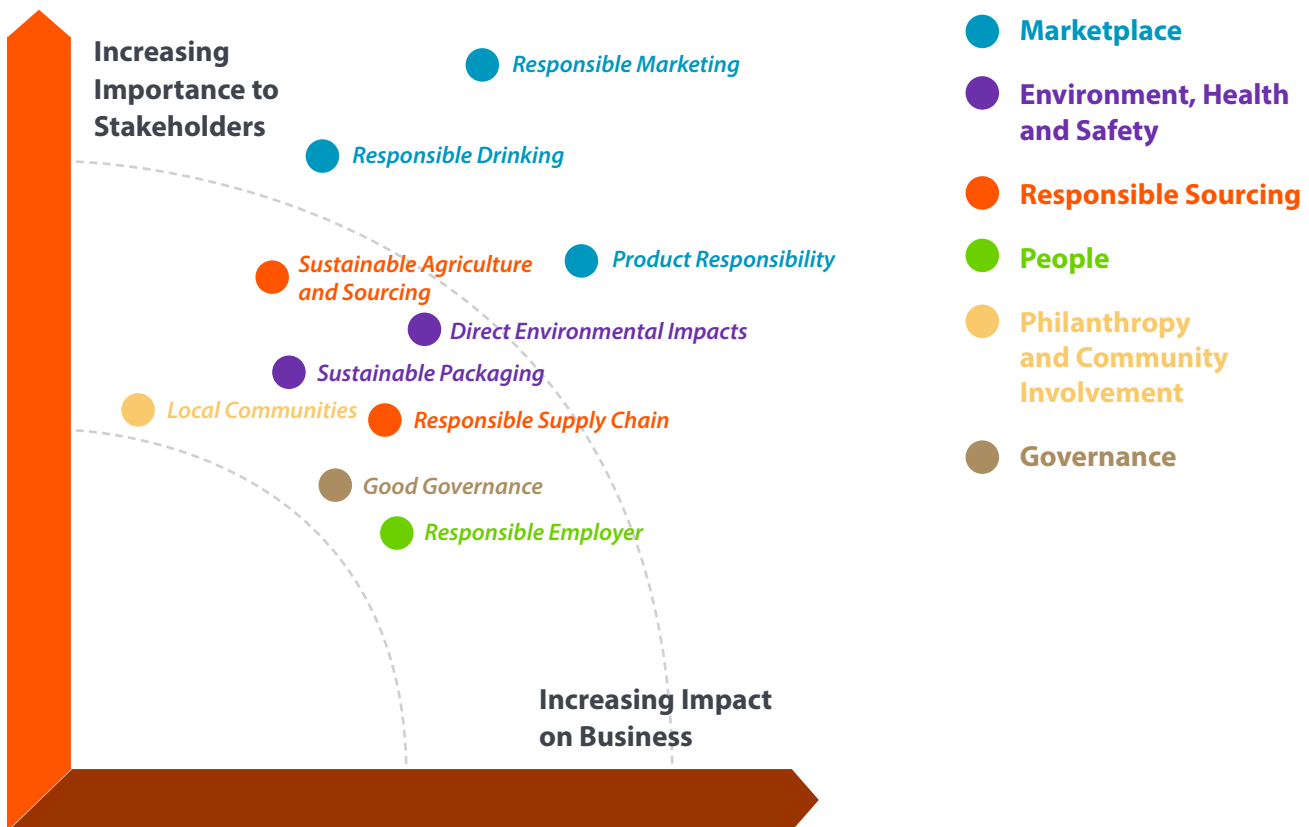 Increasing
Importance to
Stakeholders
Responsible Marketing
Responsible Drinking
Sustainable Agriculture
and Sourcing
Product Responsibility
Direct Environmental Impacts
Sustainable Packaging
Local Communities
Responsible Supply Chain
Good Governance
Responsible Employer
Increasing Impact
on Business
Marketplace
Environment, Health
and Safety
Responsible Sourcing
People
Philanthropy
and Community
Involvement
Governance